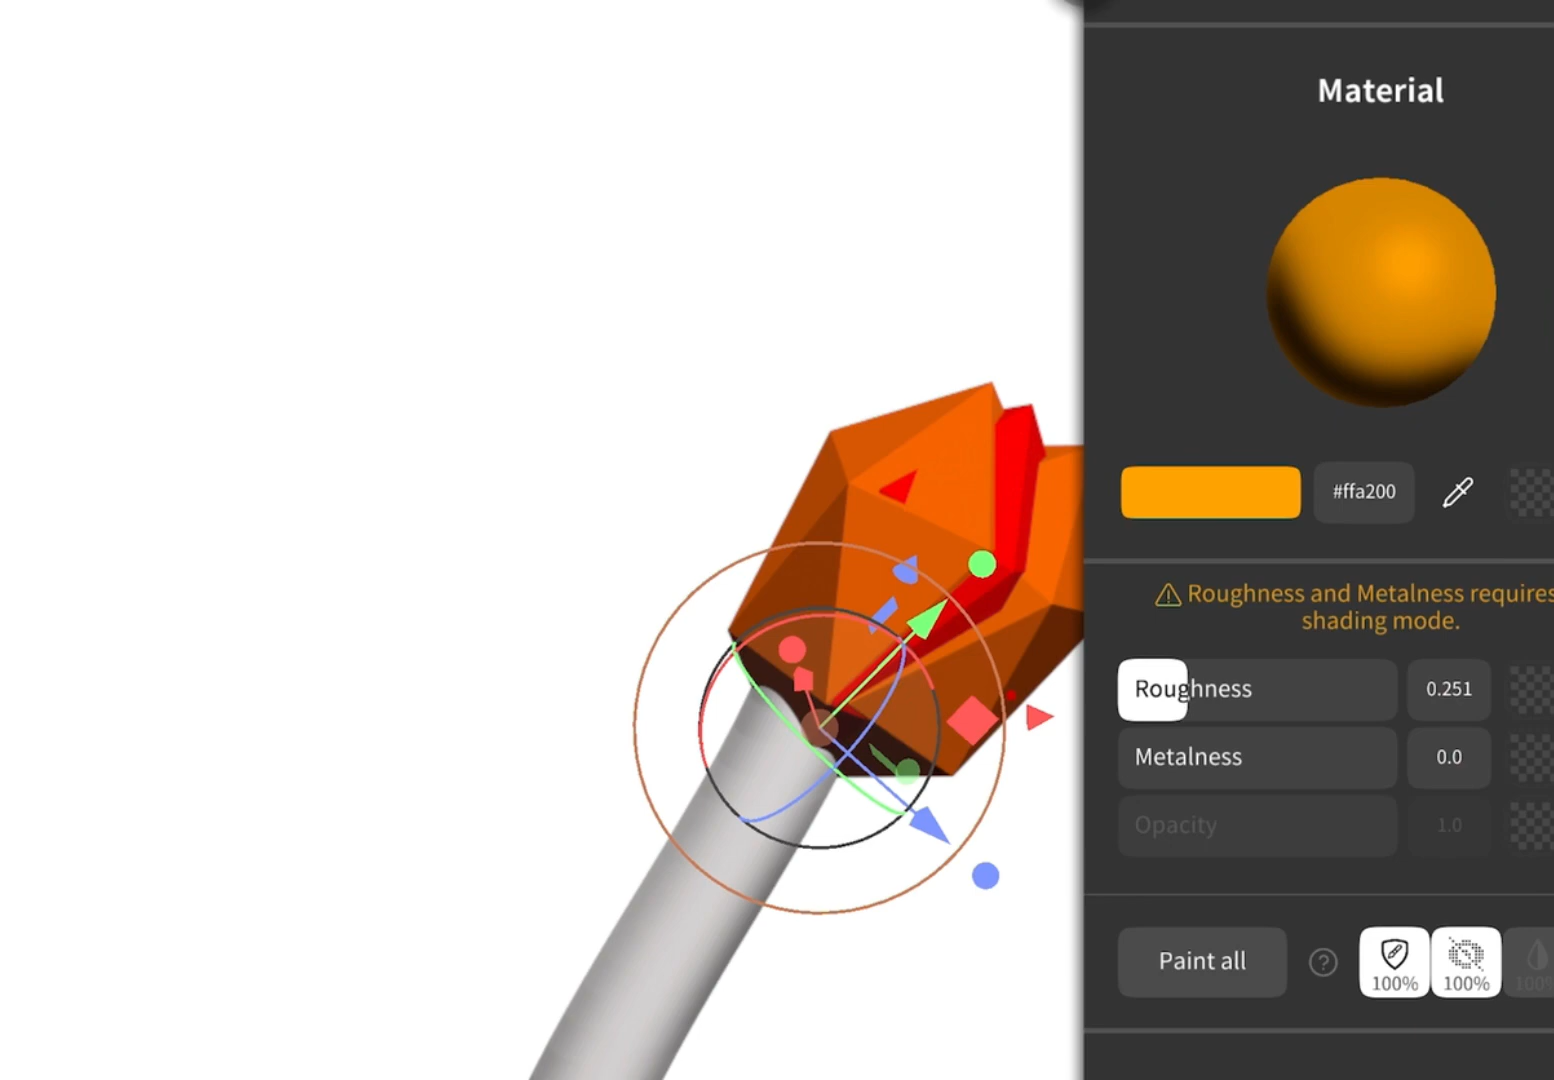 Material
#ffa200
Roughness and Metalness requires
shading mode.
Roughness 0.251
Metalness 0.0
Opacity 1.0
Paint all ? 100% 100% 100%